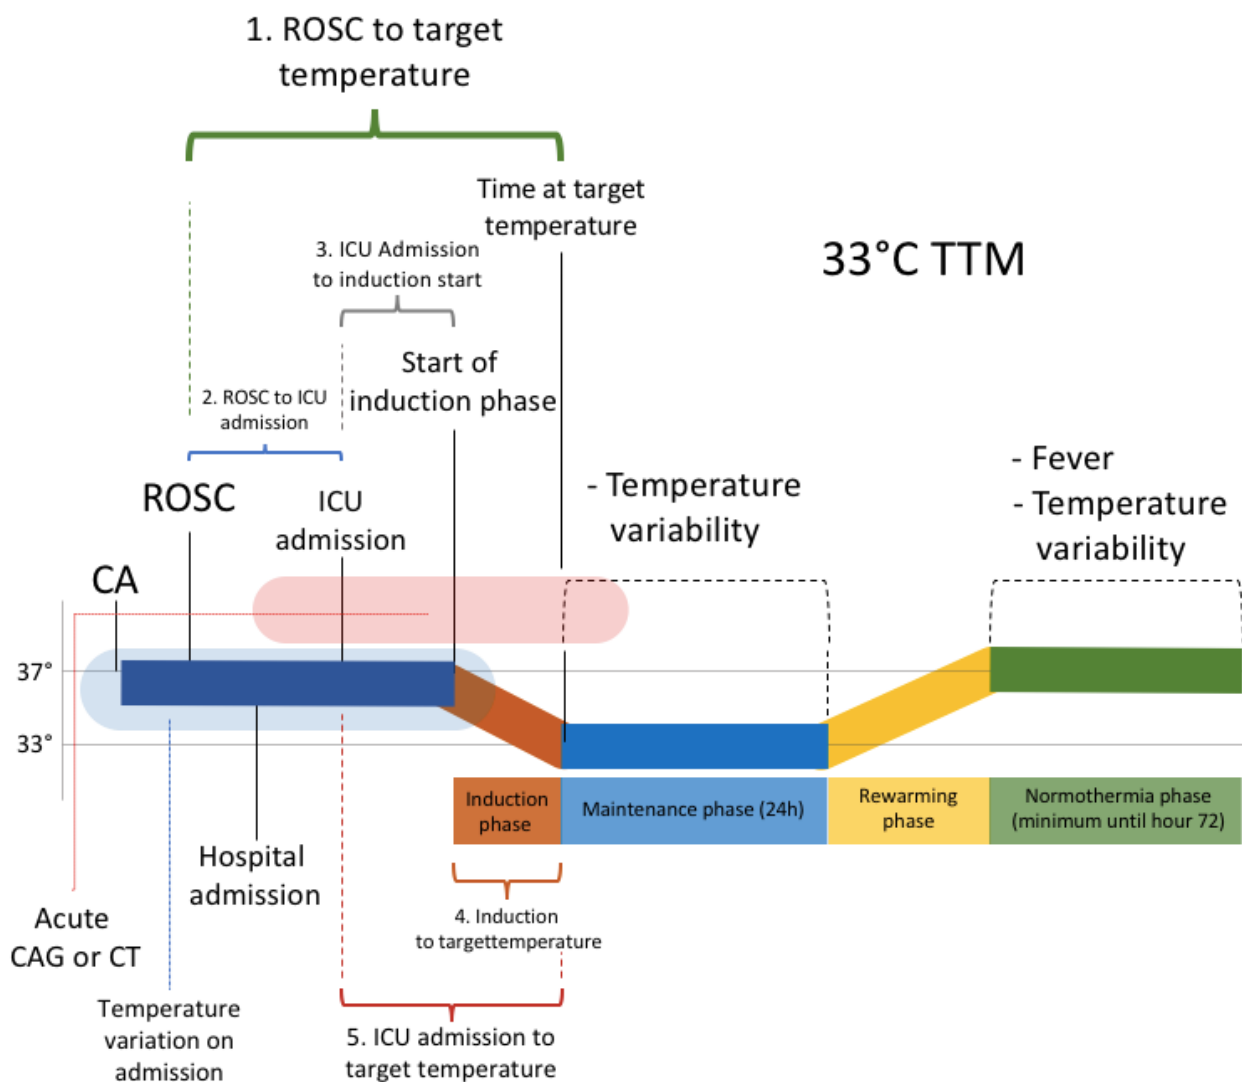 1. ROSC to target
temperature
Time at target
temperature
33°C TTM
3. ICU Admission
to induction start
Start of
induction phase
2. ROSC to ICU
admission
ROSC
ICU
admission
CA
- Temperature
variability
- Fever
- Temperature
variability
37°
33°
Induction
phase
Maintenance phase (24h)
Rewarming
phase
Normothermia phase
(minimum until hour 72)
Hospital
admission
Acute
CAG or CT
4. Induction
to targettemperature
Temperature
variation on
admission
5. ICU admission to
target temperature